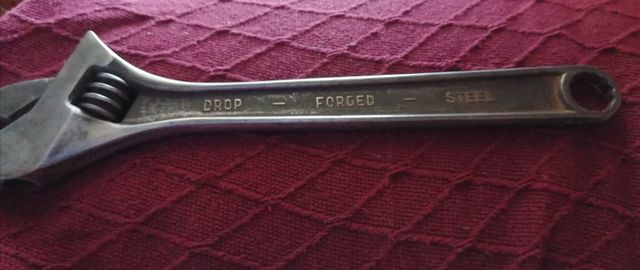 DROP — FORGED — STEEL